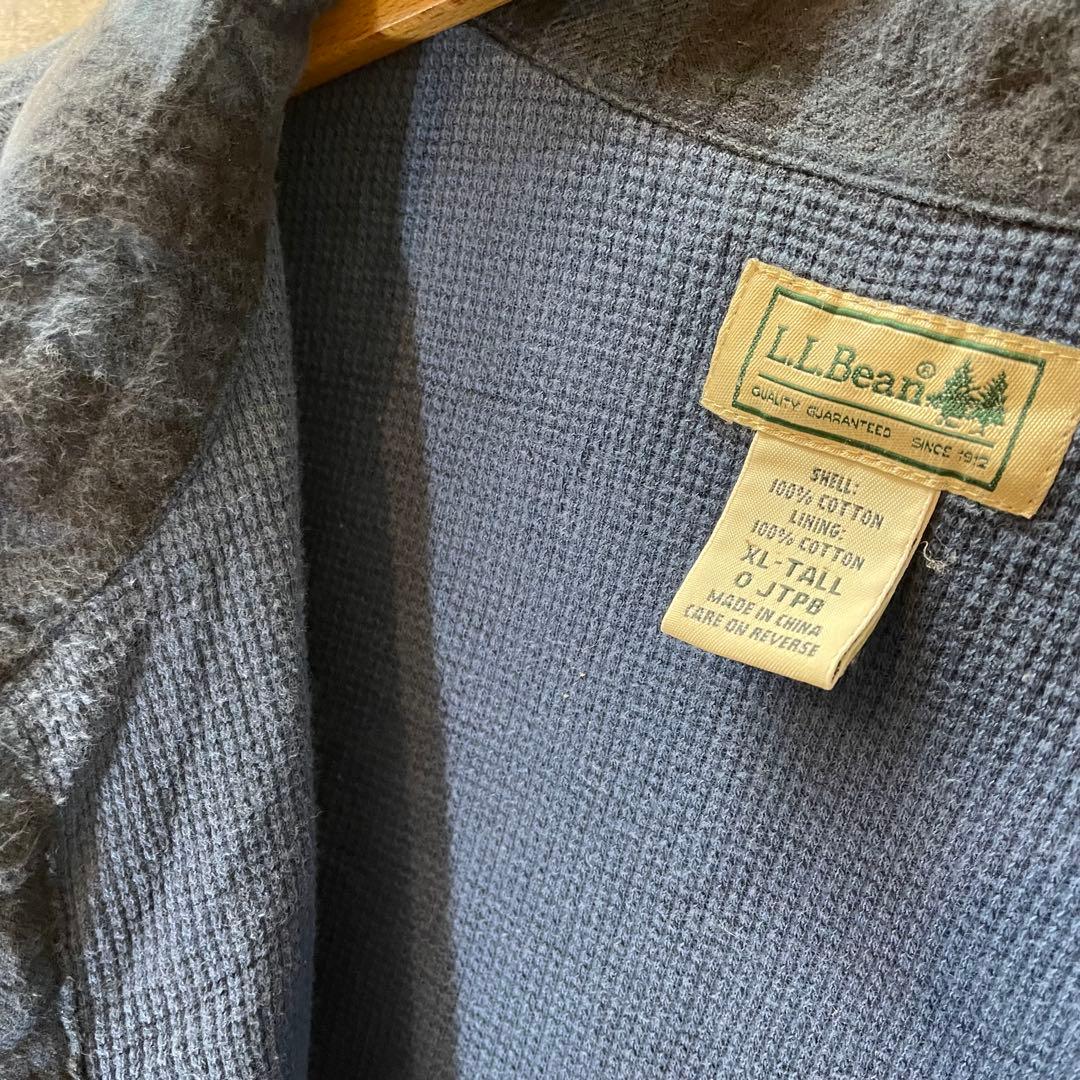 L.L.Bean®
QUALITY GUARANTEED SINCE 1912
SHELL:
100% COTTON
LINING:
100% COTTON
XL-TALL
0 JTPB
MADE IN CHINA
CARE ON REVERSE